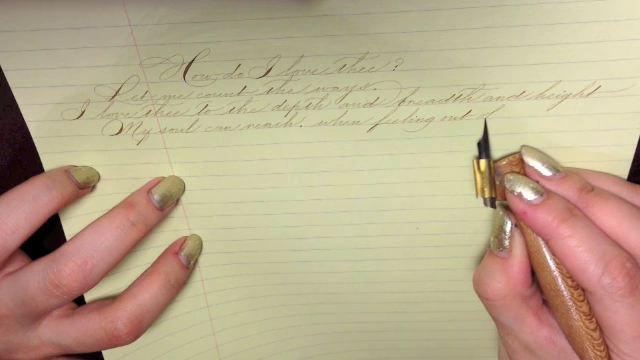 How do I love thee?
Let me count the ways.
I love thee to the depth and breadth and height
My soul can reach. when feeling out